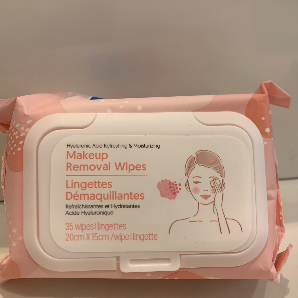 Hyaluronic Acid Refreshing & Moisturizing
Makeup
Removal Wipes
Lingettes
Démaquillantes
Rafraîchissantes et Hydratantes
Acide Hyaluronique
35 wipes | lingettes
20cm X 15cm /wipe | lingette